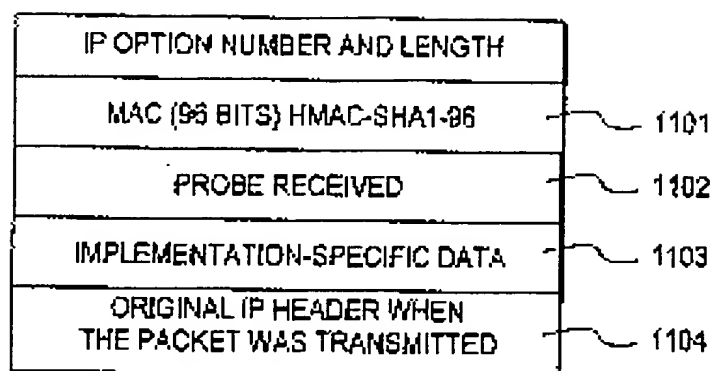 IP OPTION NUMBER AND LENGTH
MAC (96 BITS) HMAC-SHA1-96 1101
PROBE RECEIVED 1102
IMPLEMENTATION-SPECIFIC DATA 1103
ORIGINAL IP HEADER WHEN
THE PACKET WAS TRANSMITTED 1104